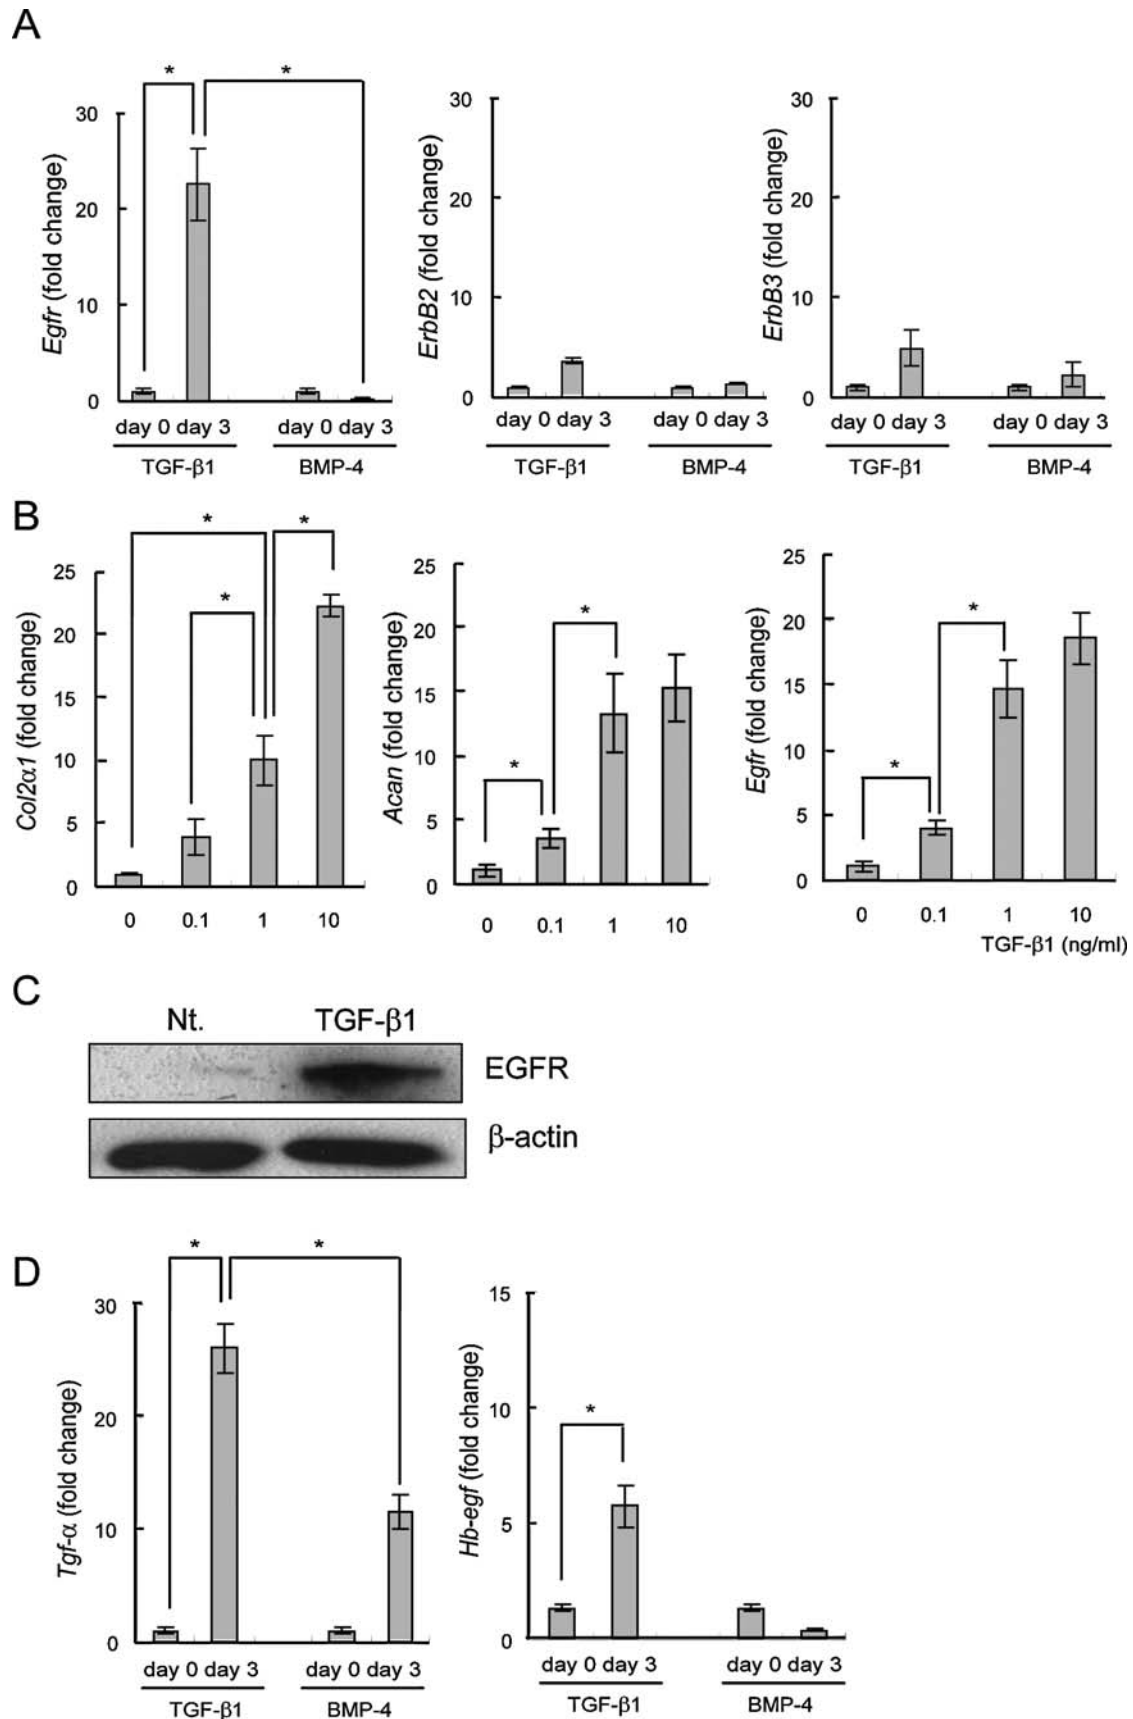 A
* *
Egfr (fold change)
30
20
10
0
day 0 day 3 day 0 day 3
TGF-β1 BMP-4
ErbB2 (fold change)
30
20
10
0
day 0 day 3 day 0 day 3
TGF-β1 BMP-4
ErbB3 (fold change)
30
20
10
0
day 0 day 3 day 0 day 3
TGF-β1 BMP-4
B
* *
*
Col2α1 (fold change)
25
20
15
10
5
0
0 0.1 1 10
*
*
Acan (fold change)
25
20
15
10
5
0
0 0.1 1 10
*
*
Egfr (fold change)
25
20
15
10
5
0
0 0.1 1 10
TGF-β1 (ng/ml)
C
Nt. TGF-β1
EGFR
β-actin
D
* *
Tgf-α (fold change)
30
20
10
0
day 0 day 3 day 0 day 3
TGF-β1 BMP-4
*
Hb-egf (fold change)
15
10
5
0
day 0 day 3 day 0 day 3
TGF-β1 BMP-4